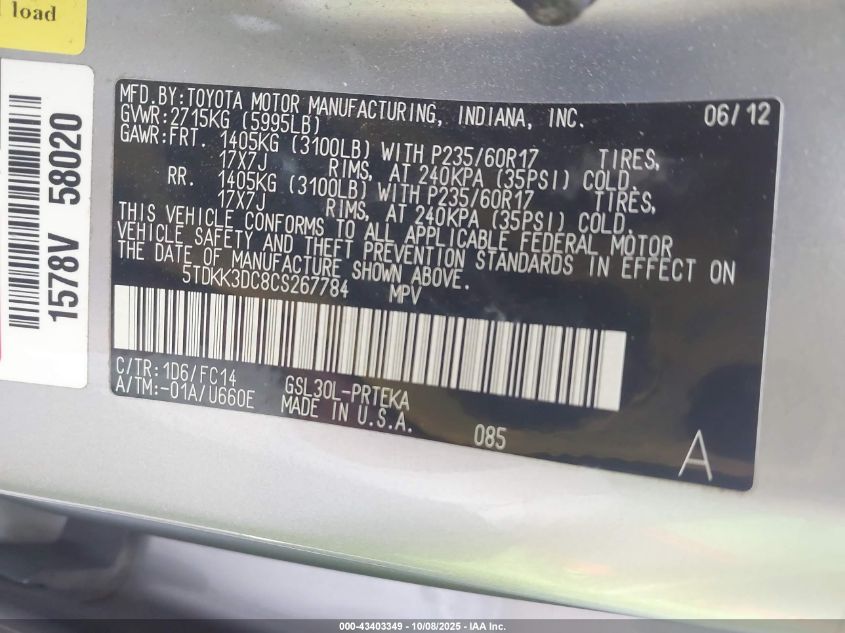 l load
1578V 58020
MFD.BY:TOYOTA MOTOR MANUFACTURING, INDIANA, INC. 06/12
GVWR:2715KG (5995LB)
GAWR:FRT. 1405KG (3100LB) WITH P235/60R17 TIRES,
17X7J RIMS, AT 240KPA (35PSI) COLD.
RR. 1405KG (3100LB) WITH P235/60R17 TIRES,
17X7J RIMS, AT 240KPA (35PSI) COLD.
THIS VEHICLE CONFORMS TO ALL APPLICABLE FEDERAL MOTOR
VEHICLE SAFETY AND THEFT PREVENTION STANDARDS IN EFFECT ON
THE DATE OF MANUFACTURE SHOWN ABOVE.
5TDKK3DC8CS267784 MPV
C/TR:1D6/FC14
A/TM:-01A/U660E
GSL30L-PRTEKA
MADE IN U.S.A.
085
A
000-43403349 - 10/08/2025 - IAA Inc.